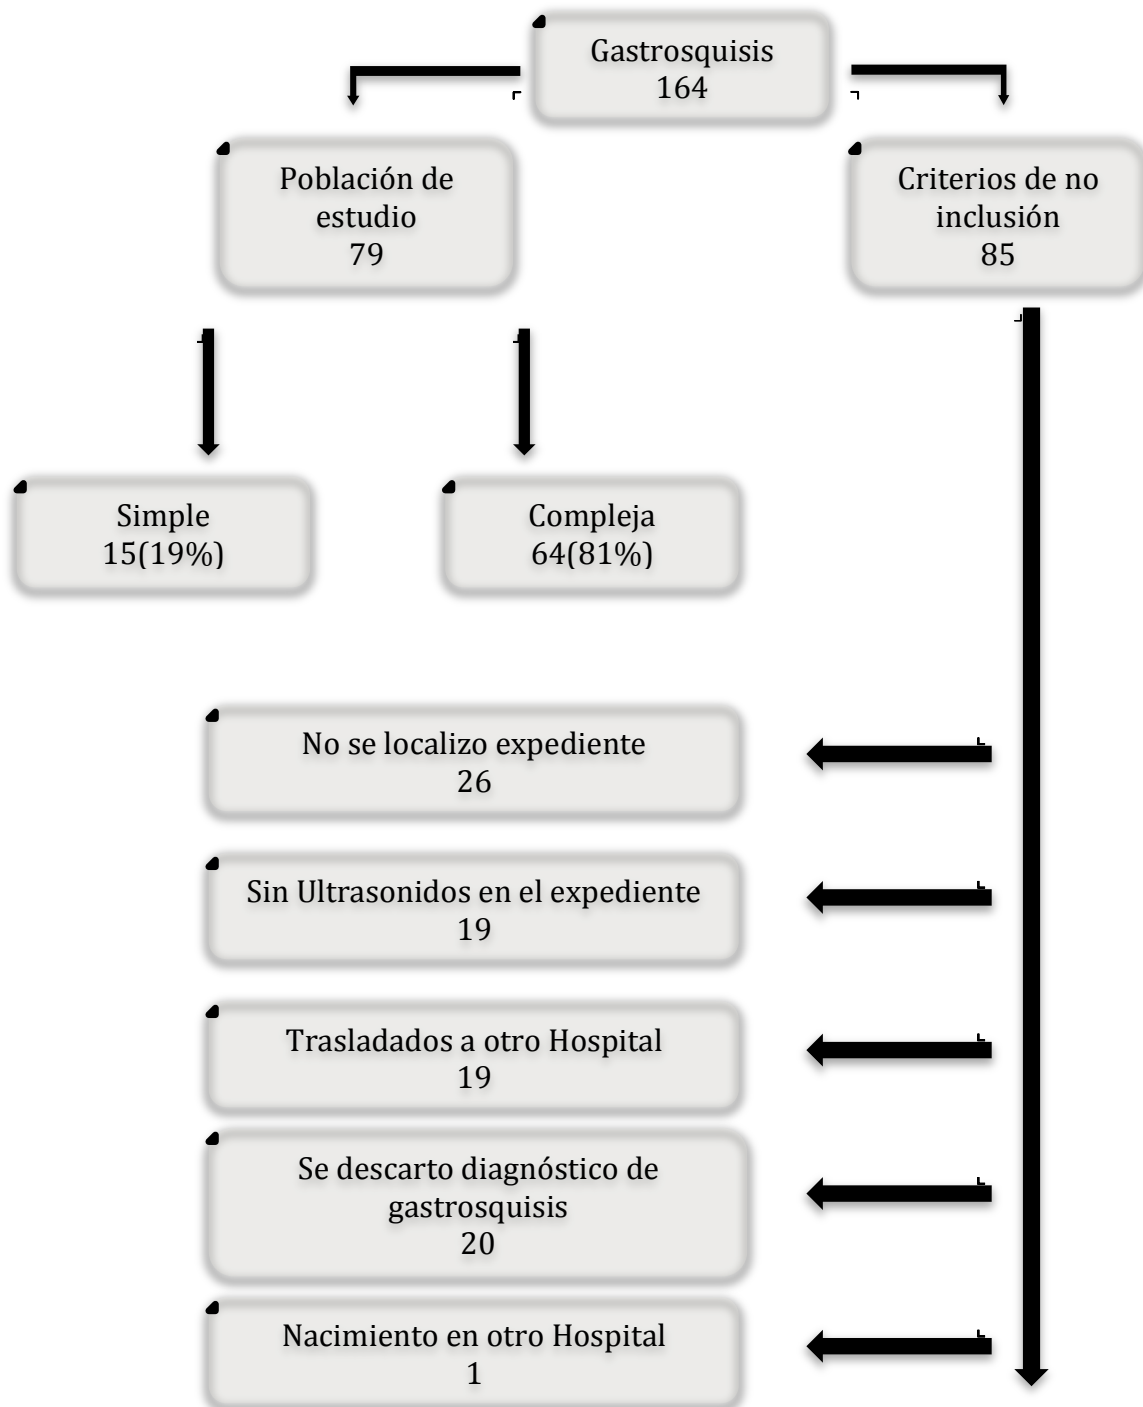 Gastrosquisis
164
Población de
estudio
79
Criterios de no
inclusión
85
Simple
15(19%)
Compleja
64(81%)
No se localizo expediente
26
Sin Ultrasonidos en el expediente
19
Trasladados a otro Hospital
19
Se descarto diagnóstico de
gastrosquisis
20
Nacimiento en otro Hospital
1